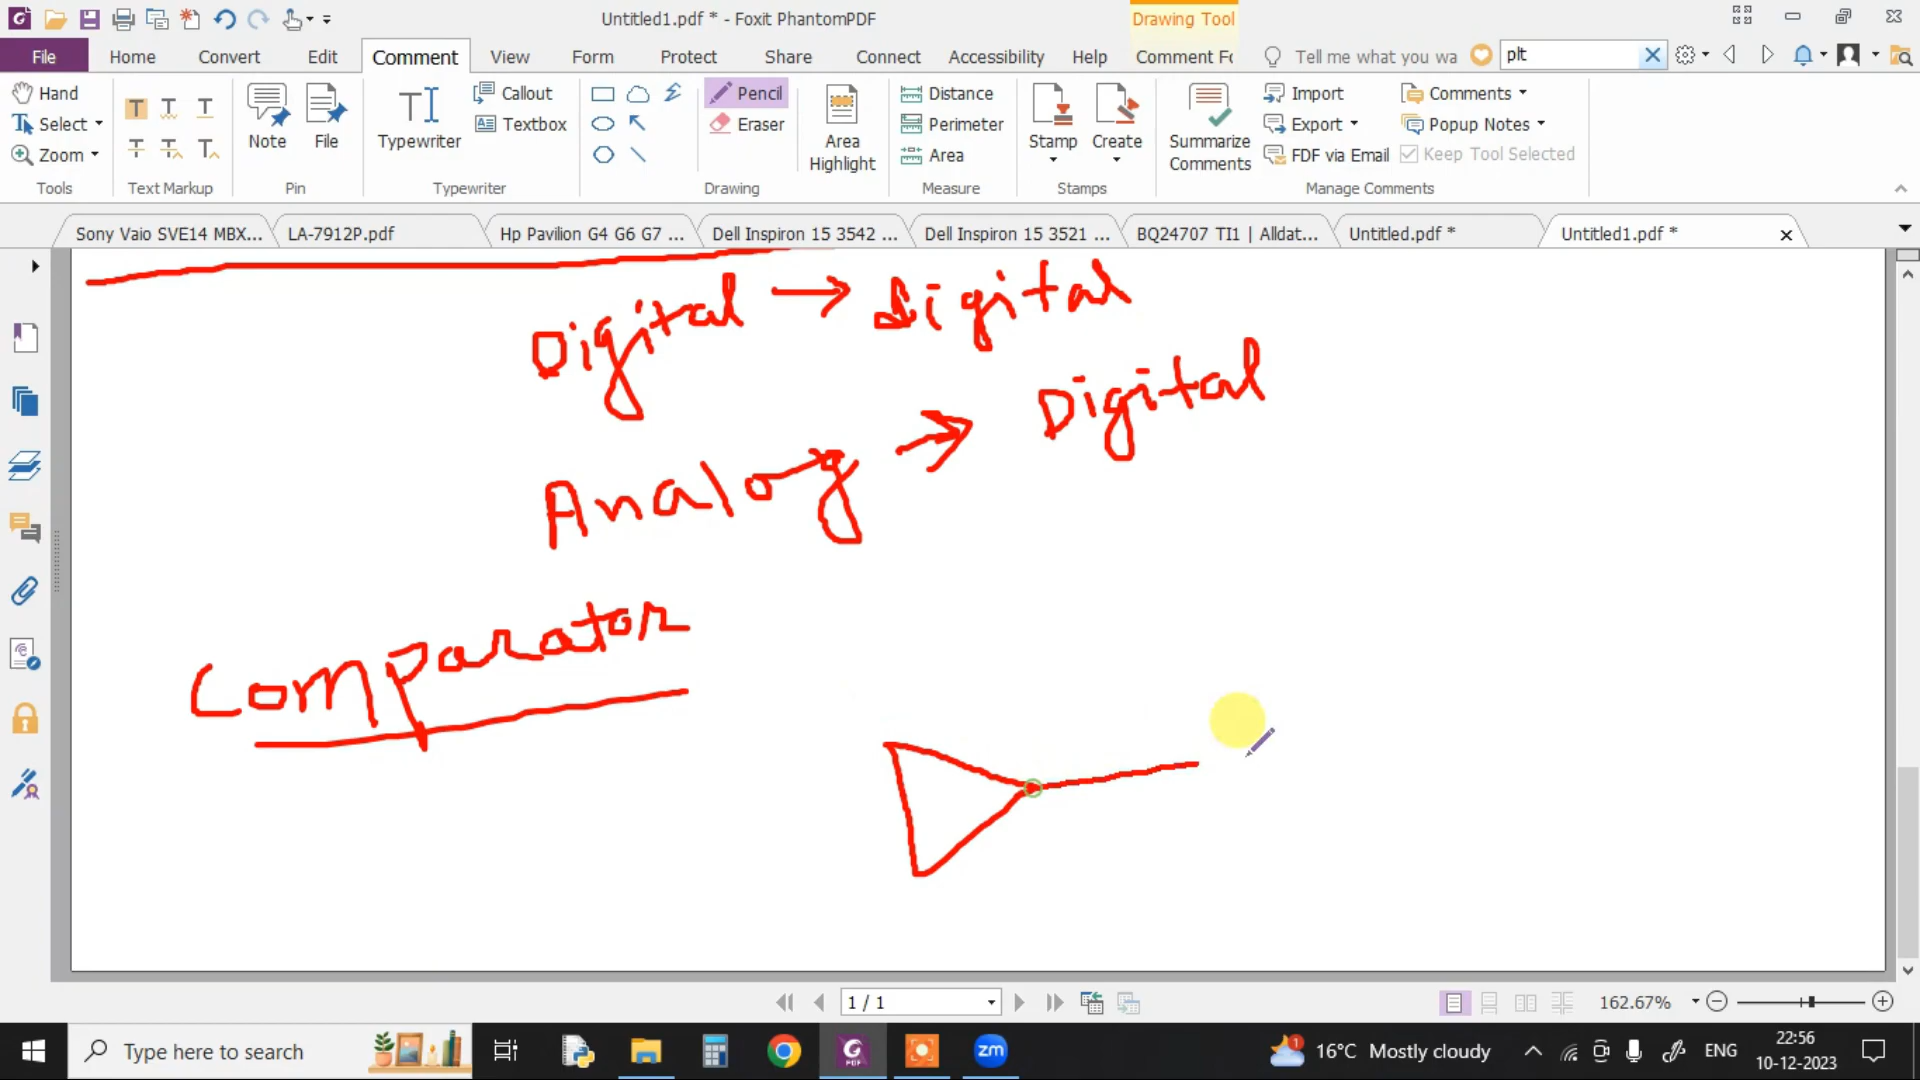 Untitled1.pdf * - Foxit PhantomPDF
Drawing Tool
File Home Convert Edit Comment View Form Protect Share Connect Accessibility Help Comment Fo Tell me what you wa plt
Hand
Select
Zoom
Tools
Text Markup
Note
File
Pin
Typewriter
Callout
Textbox
Typewriter
Pencil
Eraser
Drawing
Area
Highlight
Distance
Perimeter
Area
Measure
Stamp
Create
Stamps
Summarize
Comments
Import
Export
FDF via Email
Comments
Popup Notes
Keep Tool Selected
Manage Comments
Sony Vaio SVE14 MBX... LA-7912P.pdf Hp Pavilion G4 G6 G7 ... Dell Inspiron 15 3542 ... Dell Inspiron 15 3521 ... BQ24707 TI1 | Alldat... Untitled.pdf * Untitled1.pdf *
Digital → Digital
Analog → Digital
Comparator
1 / 1
162.67%
Type here to search
zm
1
16°C Mostly cloudy
ENG
22:56
10-12-2023